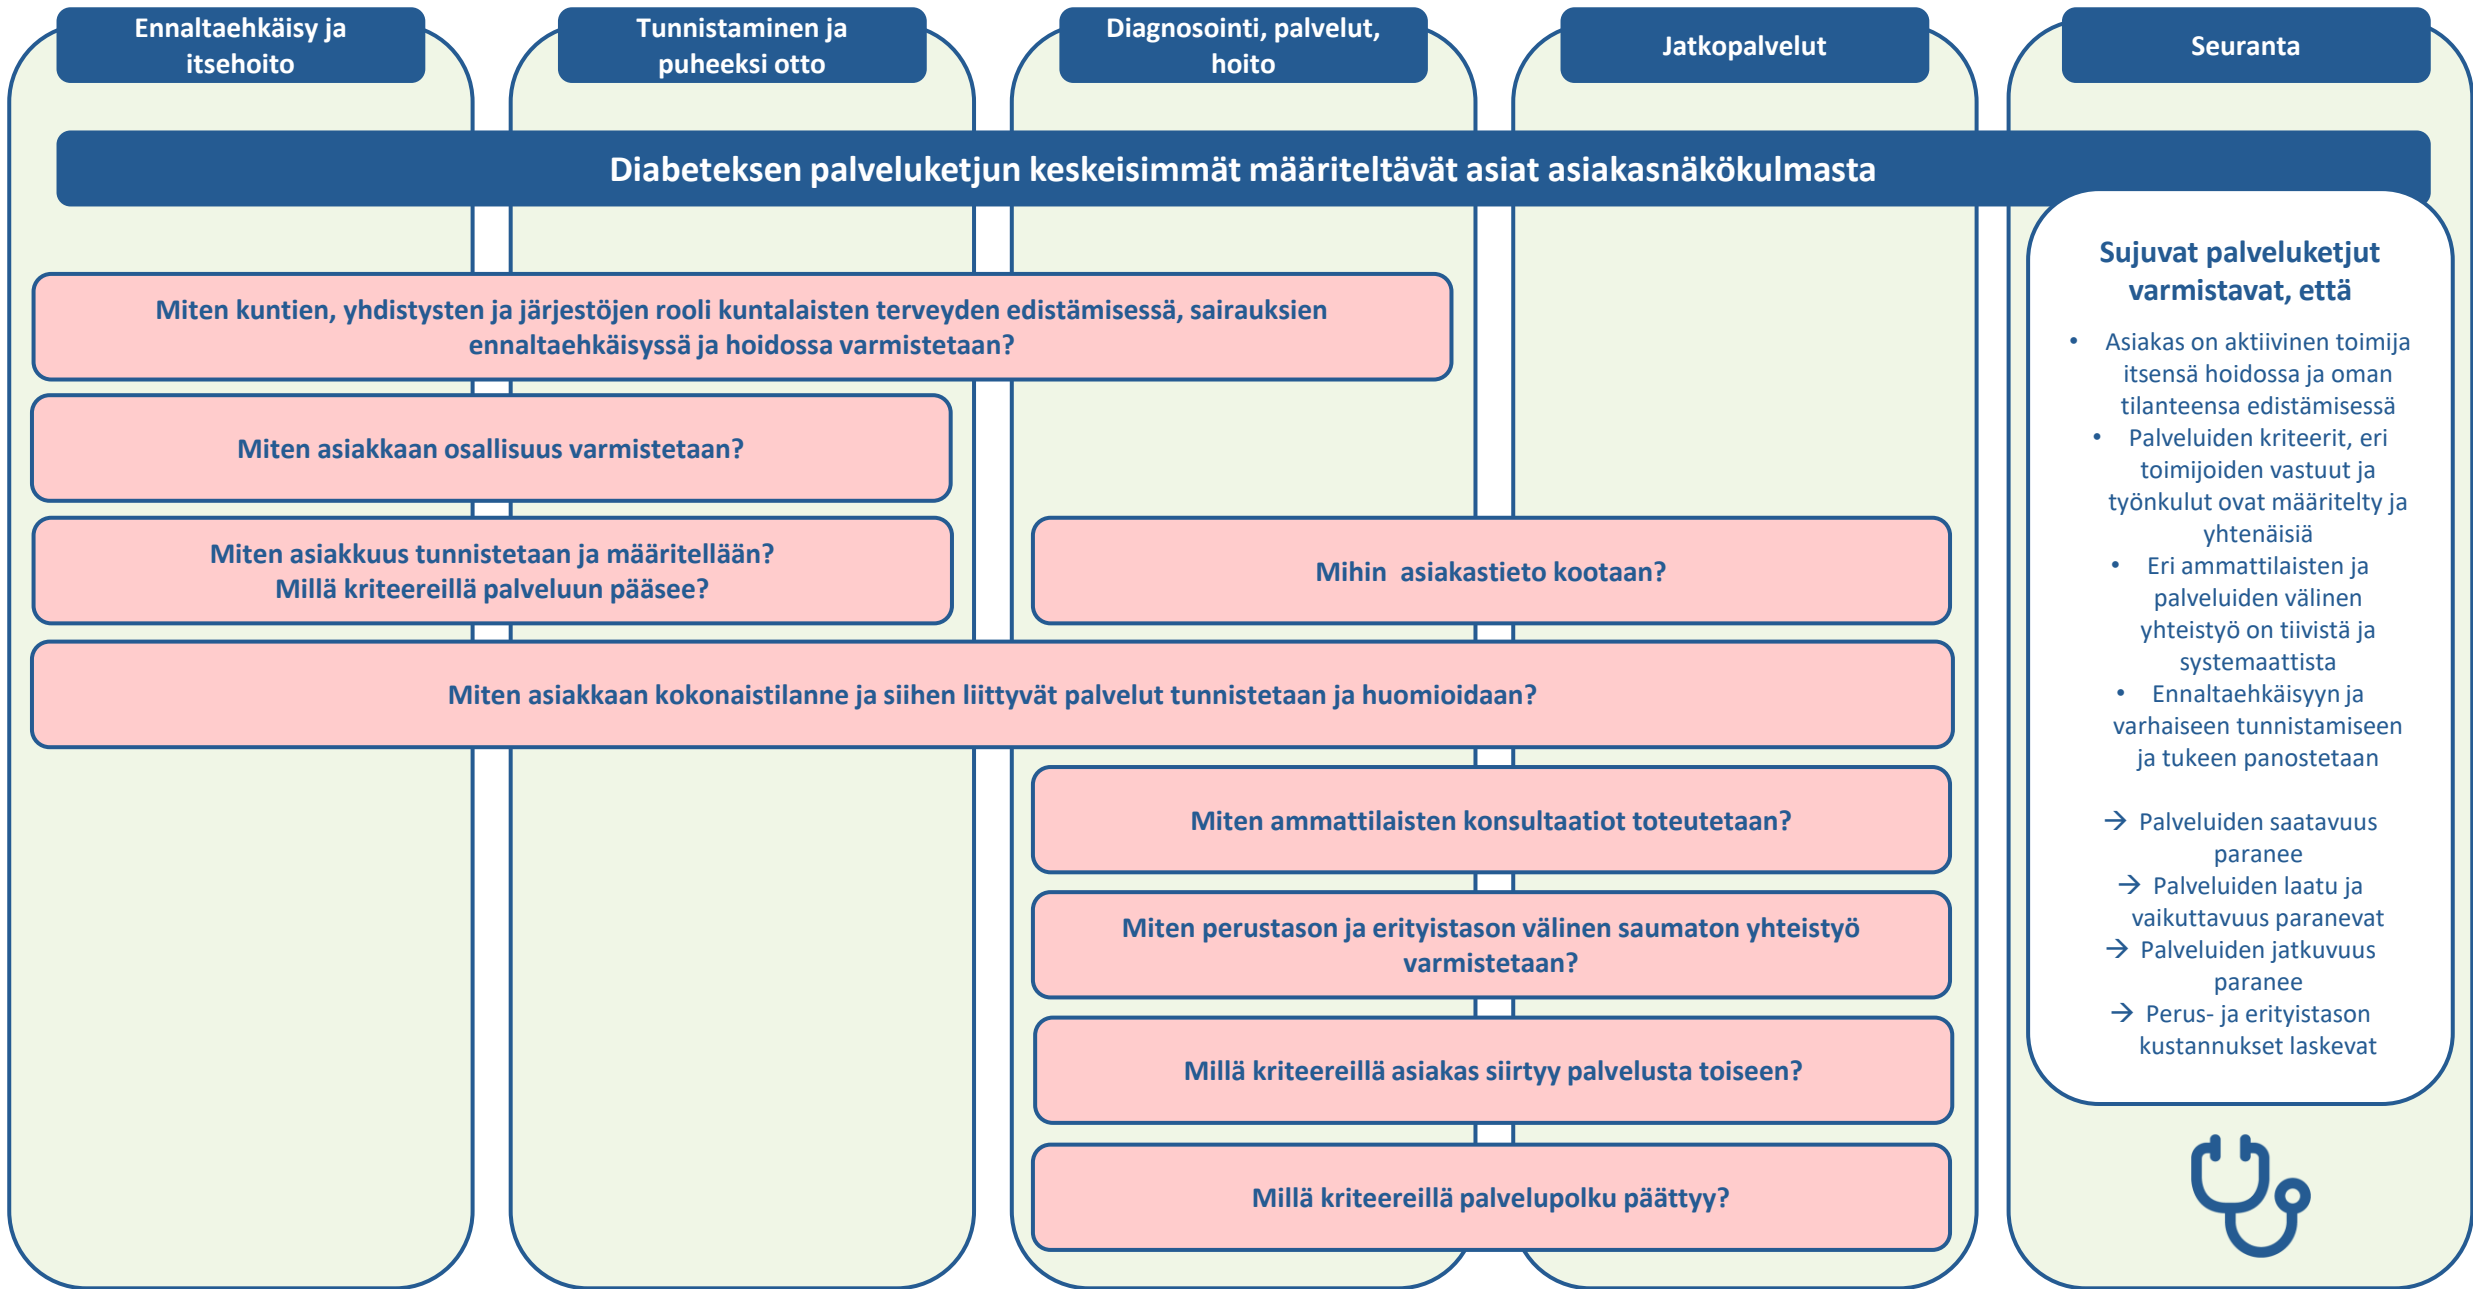 Ennaltaehkäisy ja
itsehoito
Tunnistaminen ja
puheeksi otto
Diagnosointi, palvelut,
hoito
Jatkopalvelut
Seuranta
Diabeteksen palveluketjun keskeisimmät määriteltävät asiat asiakasnäkökulmasta
Miten kuntien, yhdistysten ja järjestöjen rooli kuntalaisten terveyden edistämisessä, sairauksien
ennaltaehkäisyssä ja hoidossa varmistetaan?
Miten asiakkaan osallisuus varmistetaan?
Miten asiakkuus tunnistetaan ja määritellään?
Millä kriteereillä palveluun pääsee?
Mihin asiakastieto kootaan?
Miten asiakkaan kokonaistilanne ja siihen liittyvät palvelut tunnistetaan ja huomioidaan?
Miten ammattilaisten konsultaatiot toteutetaan?
Miten perustason ja erityistason välinen saumaton yhteistyö
varmistetaan?
Millä kriteereillä asiakas siirtyy palvelusta toiseen?
Millä kriteereillä palvelupolku päättyy?
Sujuvat palveluketjut
varmistavat, että
• Asiakas on aktiivinen toimija
itsensä hoidossa ja oman
tilanteensa edistämisessä
• Palveluiden kriteerit, eri
toimijoiden vastuut ja
työnkulut ovat määritelty ja
yhtenäisiä
• Eri ammattilaisten ja
palveluiden välinen
yhteistyö on tiivistä ja
systemaattista
• Ennaltaehkäisyyn ja
varhaiseen tunnistamiseen
ja tukeen panostetaan
→ Palveluiden saatavuus
paranee
→ Palveluiden laatu ja
vaikuttavuus paranevat
→ Palveluiden jatkuvuus
paranee
→ Perus- ja erityistason
kustannukset laskevat